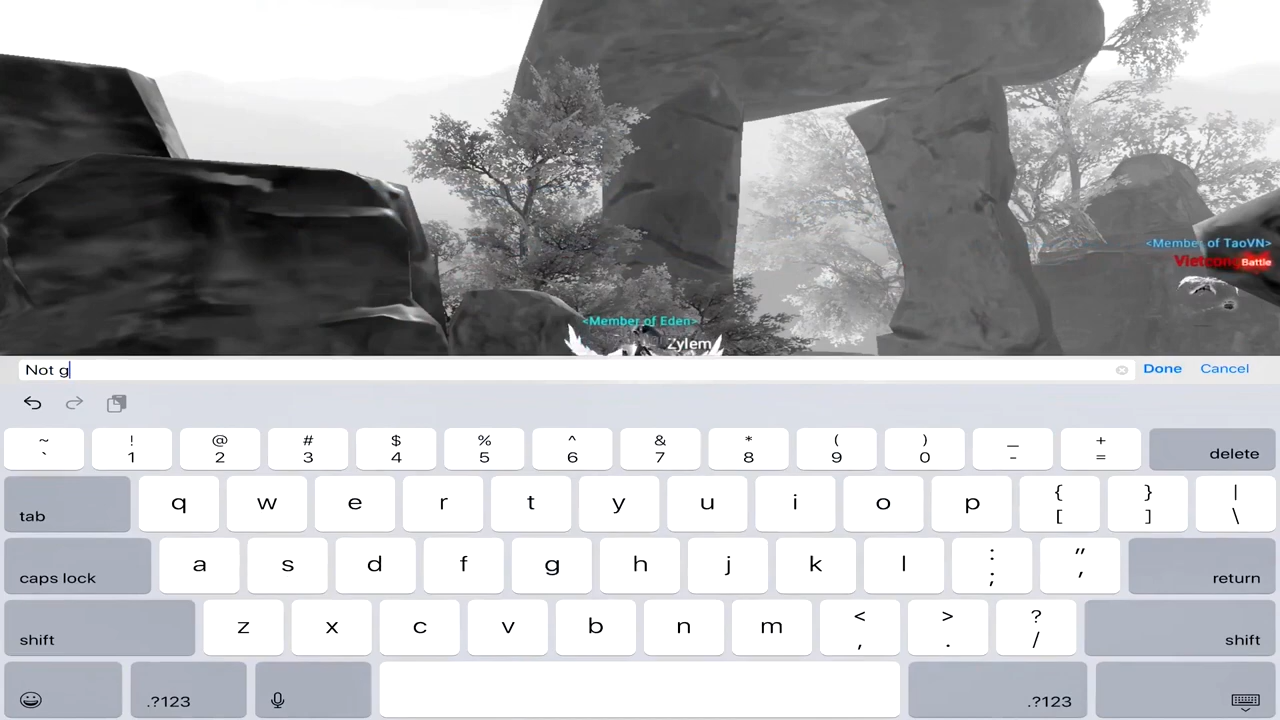 <Member of TaoVN>
Battle
<Member of Eden>
Zylem
Not g
Done
Cancel
~ ! @ # $ % ^ & * ( ) _ +
` 1 2 3 4 5 6 7 8 9 0 - = delete
tab q w e r t y u i o p { [ } ] | \
caps lock a s d f g h j k l : ; " ' return
shift z x c v b n m < , > . ? / shift
.?123 .?123